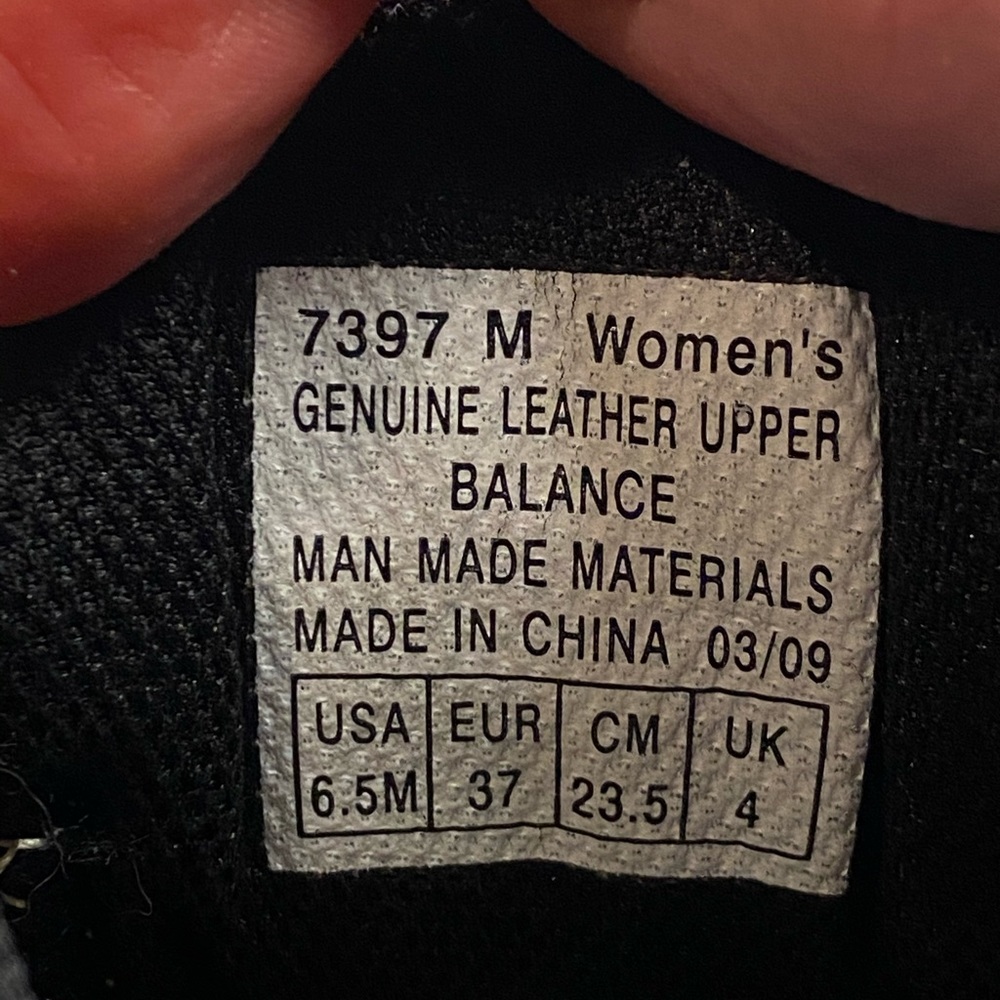 7397 M Women's
GENUINE LEATHER UPPER
BALANCE
MAN MADE MATERIALS
MADE IN CHINA 03/09
USA EUR CM UK
6.5M 37 23.5 4